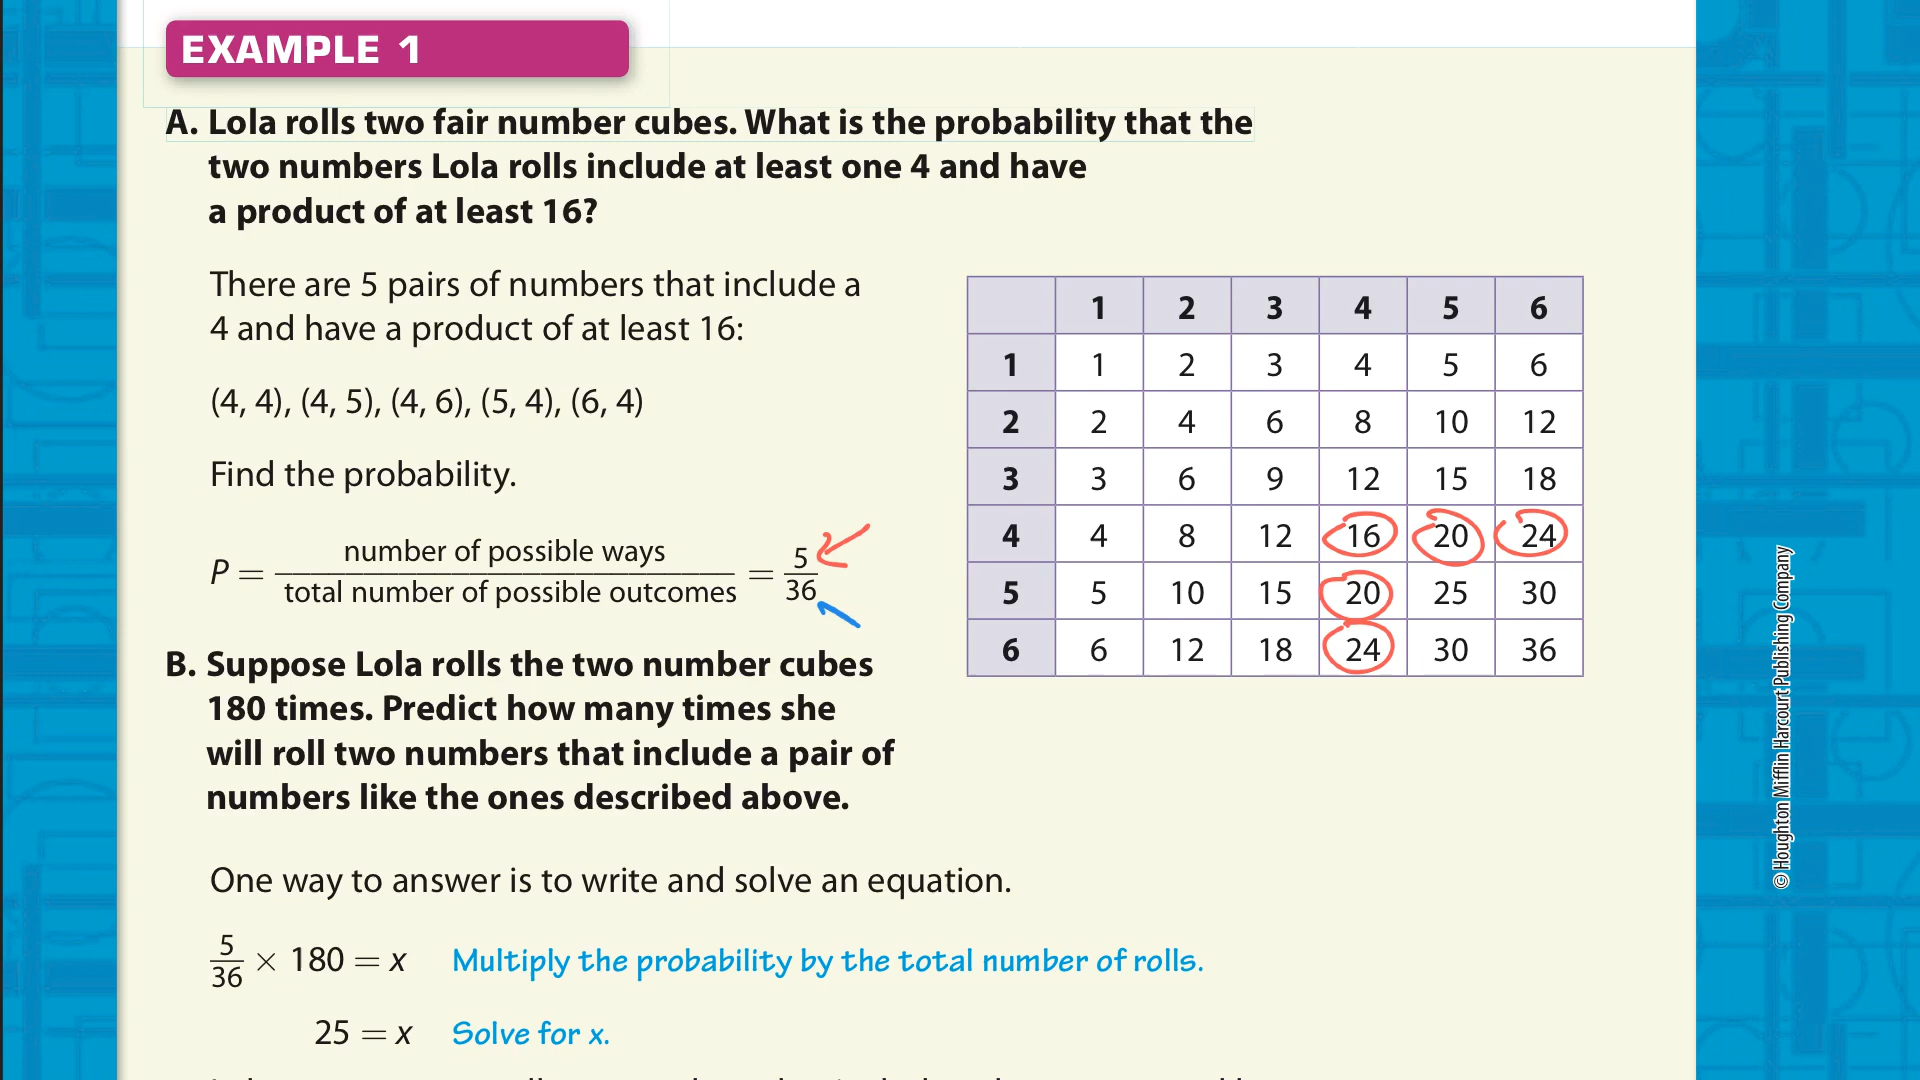 EXAMPLE 1
A. Lola rolls two fair number cubes. What is the probability that the
two numbers Lola rolls include at least one 4 and have
a product of at least 16?
There are 5 pairs of numbers that include a
4 and have a product of at least 16:
(4, 4), (4, 5), (4, 6), (5, 4), (6, 4)
Find the probability.
P = number of possible ways / total number of possible outcomes = 5/36
1 2 3 4 5 6
1 1 2 3 4 5 6
2 2 4 6 8 10 12
3 3 6 9 12 15 18
4 4 8 12 16 20 24
5 5 10 15 20 25 30
6 6 12 18 24 30 36
B. Suppose Lola rolls the two number cubes
180 times. Predict how many times she
will roll two numbers that include a pair of
numbers like the ones described above.
One way to answer is to write and solve an equation.
5/36 × 180 = x Multiply the probability by the total number of rolls.
25 = x Solve for x.
© Houghton Mifflin Harcourt Publishing Company